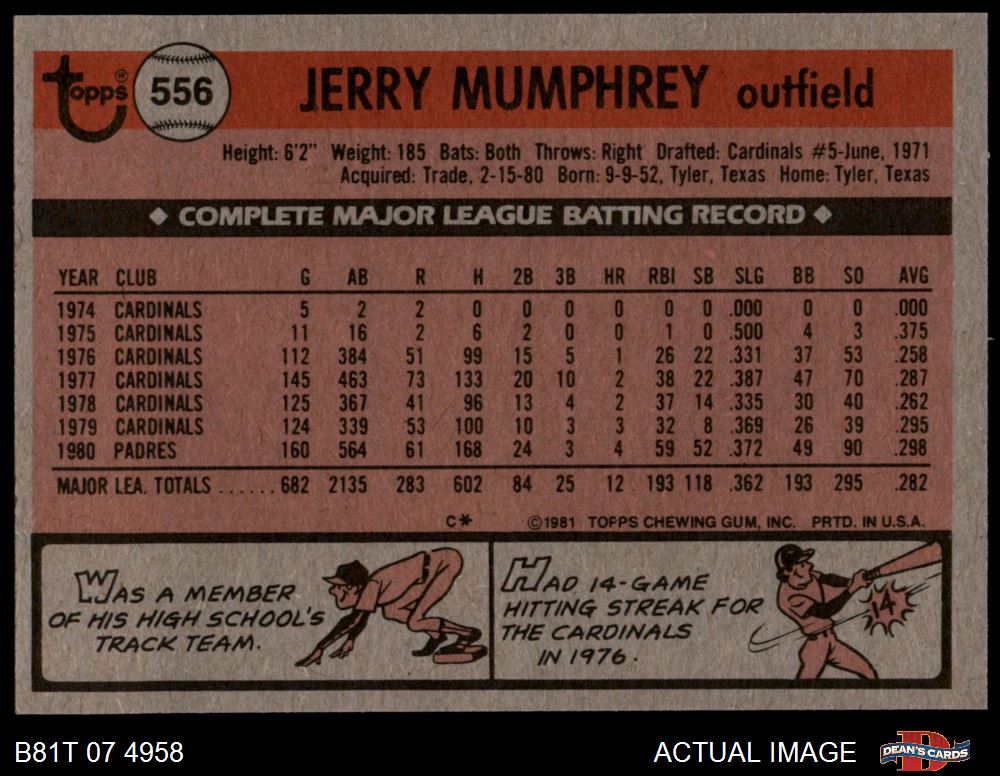 Topps 556 JERRY MUMPHREY outfield
Height: 6'2" Weight: 185 Bats: Both Throws: Right Drafted: Cardinals #5-June, 1971
Acquired: Trade, 2-15-80 Born: 9-9-52, Tyler, Texas Home: Tyler, Texas
◆ COMPLETE MAJOR LEAGUE BATTING RECORD ◆
YEAR CLUB G AB R H 2B 3B HR RBI SB SLG BB SO AVG
1974 CARDINALS 5 2 2 0 0 0 0 0 0 .000 0 0 .000
1975 CARDINALS 11 16 2 6 2 0 0 1 0 .500 4 3 .375
1976 CARDINALS 112 384 51 99 15 5 1 26 22 .331 37 53 .258
1977 CARDINALS 145 463 73 133 20 10 2 38 22 .387 47 70 .287
1978 CARDINALS 125 367 41 96 13 4 2 37 14 .335 30 40 .262
1979 CARDINALS 124 339 53 100 10 3 3 32 8 .369 26 39 .295
1980 PADRES 160 564 61 168 24 3 4 59 52 .372 49 90 .298
MAJOR LEA. TOTALS ...... 682 2135 283 602 84 25 12 193 118 .362 193 295 .282
C* ©1981 TOPPS CHEWING GUM, INC. PRTD. IN U.S.A.
WAS A MEMBER
OF HIS HIGH SCHOOL'S
TRACK TEAM.
HAD 14-GAME
HITTING STREAK FOR
THE CARDINALS
IN 1976.
14
B81T 07 4958 ACTUAL IMAGE DEAN'S CARDS